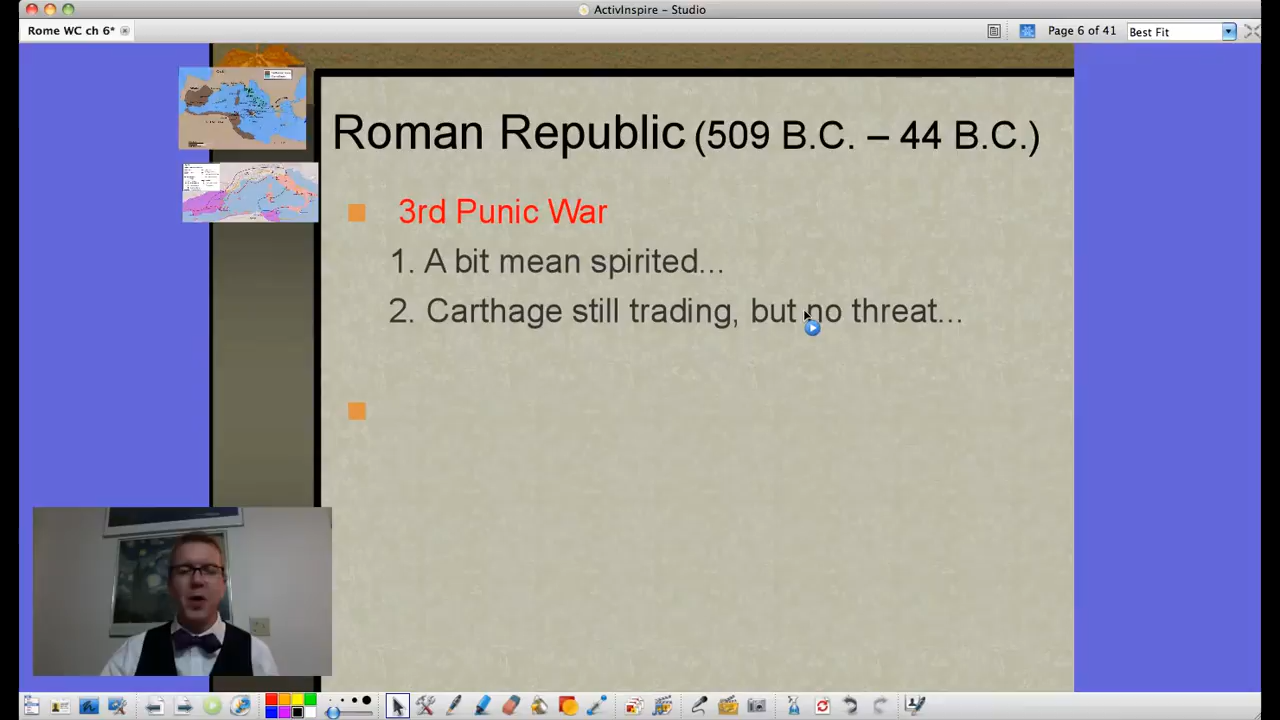 ActivInspire – Studio
Rome WC ch 6*
Page 6 of 41
Best Fit
Roman Republic (509 B.C. – 44 B.C.)
3rd Punic War
1. A bit mean spirited...
2. Carthage still trading, but no threat...